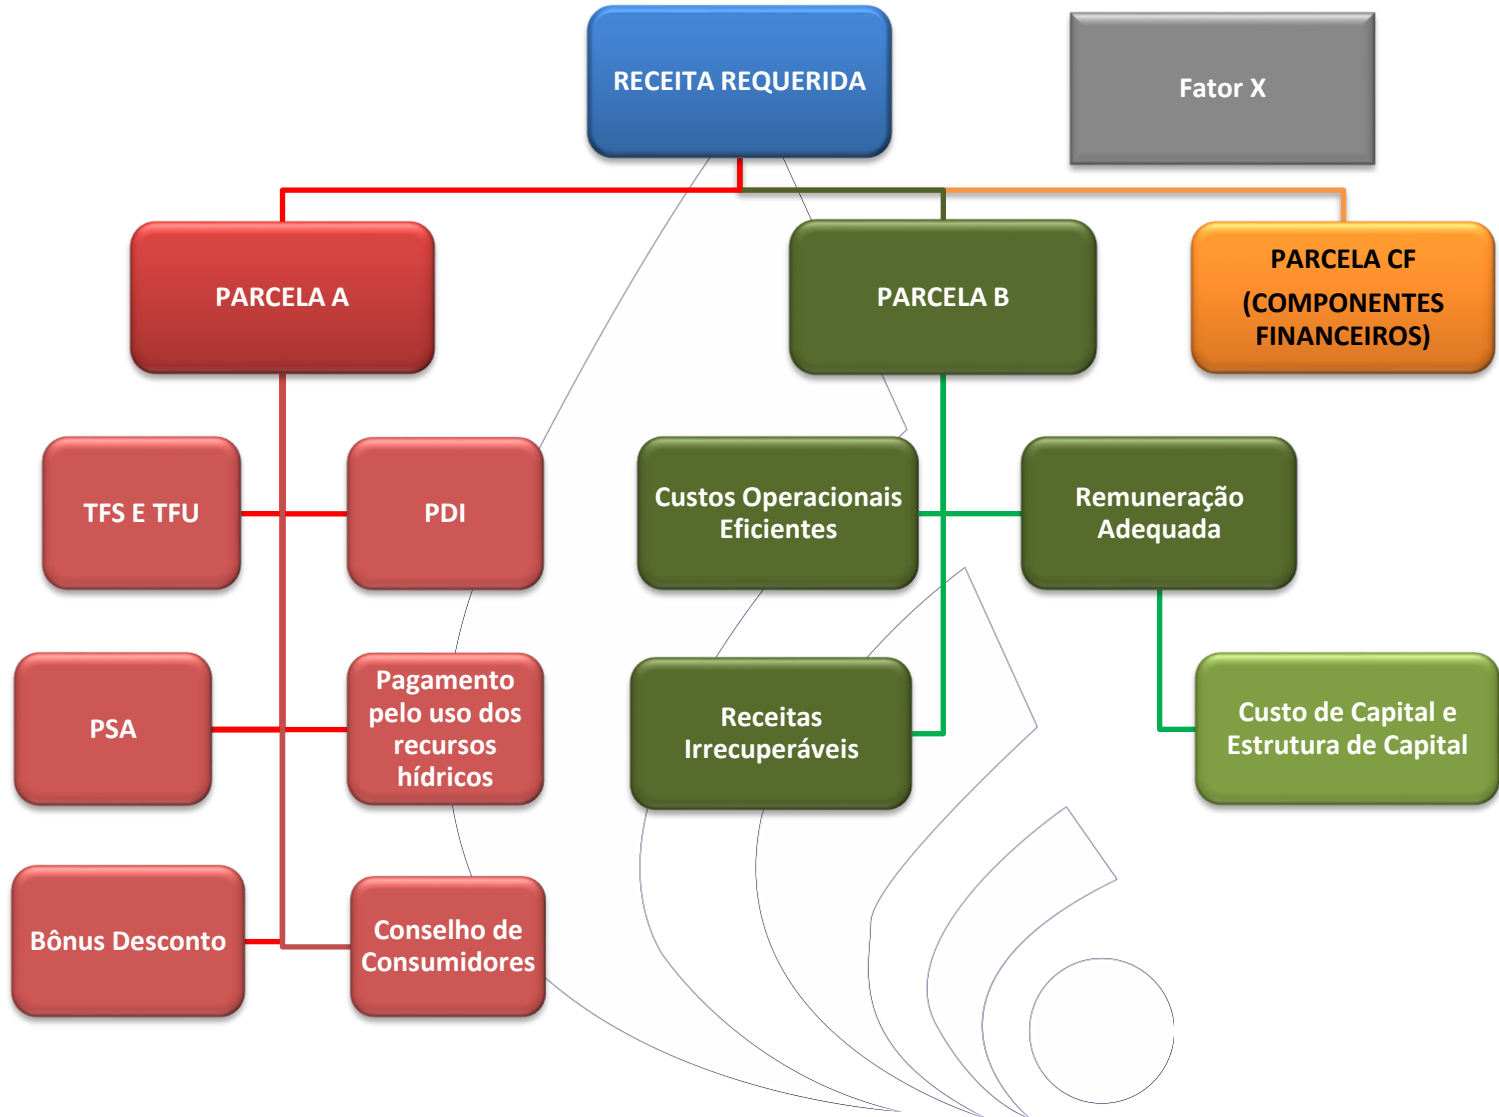 RECEITA REQUERIDA
Fator X
PARCELA A
PARCELA B
PARCELA CF
(COMPONENTES
FINANCEIROS)
TFS E TFU
PDI
Custos Operacionais
Eficientes
Remuneração
Adequada
PSA
Pagamento
pelo uso dos
recursos
hídricos
Receitas
Irrecuperáveis
Custo de Capital e
Estrutura de Capital
Bônus Desconto
Conselho de
Consumidores